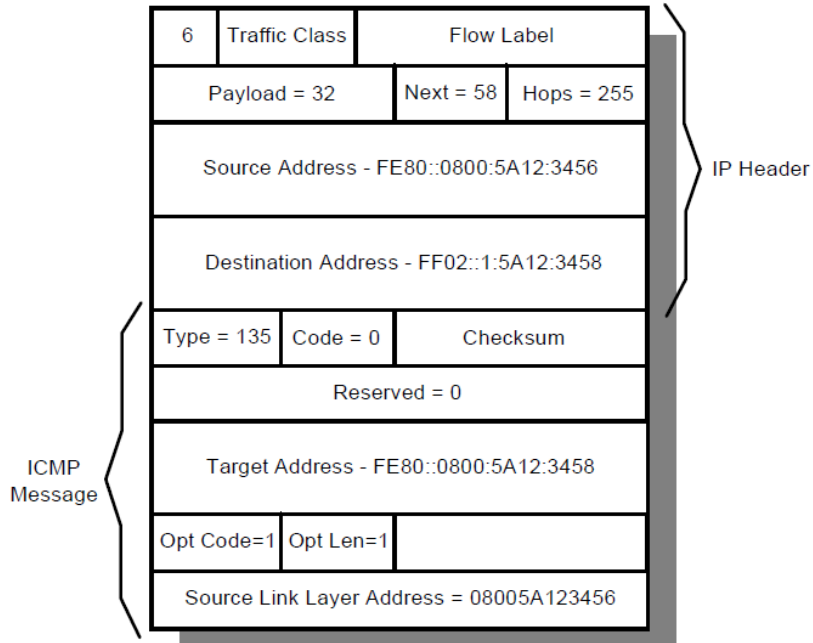 6 Traffic Class Flow Label
Payload = 32 Next = 58 Hops = 255
Source Address - FE80::0800:5A12:3456
IP Header
Destination Address - FF02::1:5A12:3458
Type = 135 Code = 0 Checksum
Reserved = 0
ICMP
Message
Target Address - FE80::0800:5A12:3458
Opt Code=1 Opt Len=1
Source Link Layer Address = 08005A123456